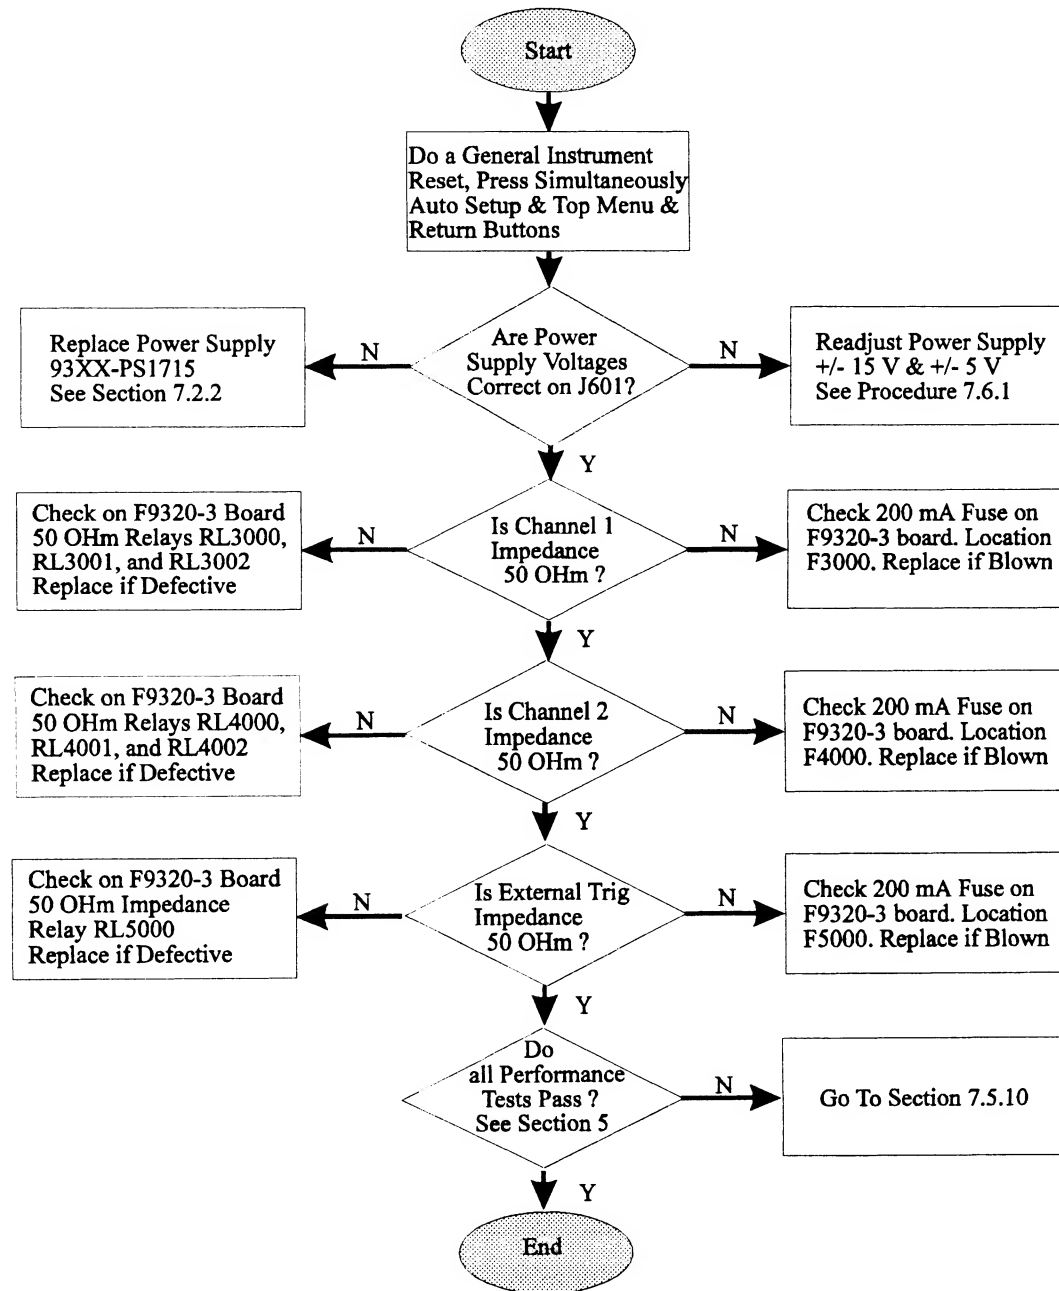 Start
Do a General Instrument
Reset, Press Simultaneously
Auto Setup & Top Menu &
Return Buttons
Replace Power Supply
93XX-PS1715
See Section 7.2.2
N
Are Power
Supply Voltages
Correct on J601?
N
Readjust Power Supply
+/- 15 V & +/- 5 V
See Procedure 7.6.1
Y
Check on F9320-3 Board
50 OHm Relays RL3000,
RL3001, and RL3002
Replace if Defective
N
Is Channel 1
Impedance
50 OHm ?
N
Check 200 mA Fuse on
F9320-3 board. Location
F3000. Replace if Blown
Y
Check on F9320-3 Board
50 OHm Relays RL4000,
RL4001, and RL4002
Replace if Defective
N
Is Channel 2
Impedance
50 OHm ?
N
Check 200 mA Fuse on
F9320-3 board. Location
F4000. Replace if Blown
Y
Check on F9320-3 Board
50 OHm Impedance
Relay RL5000
Replace if Defective
N
Is External Trig
Impedance
50 OHm ?
N
Check 200 mA Fuse on
F9320-3 board. Location
F5000. Replace if Blown
Y
Do
all Performance
Tests Pass ?
See Section 5
N
Go To Section 7.5.10
Y
End